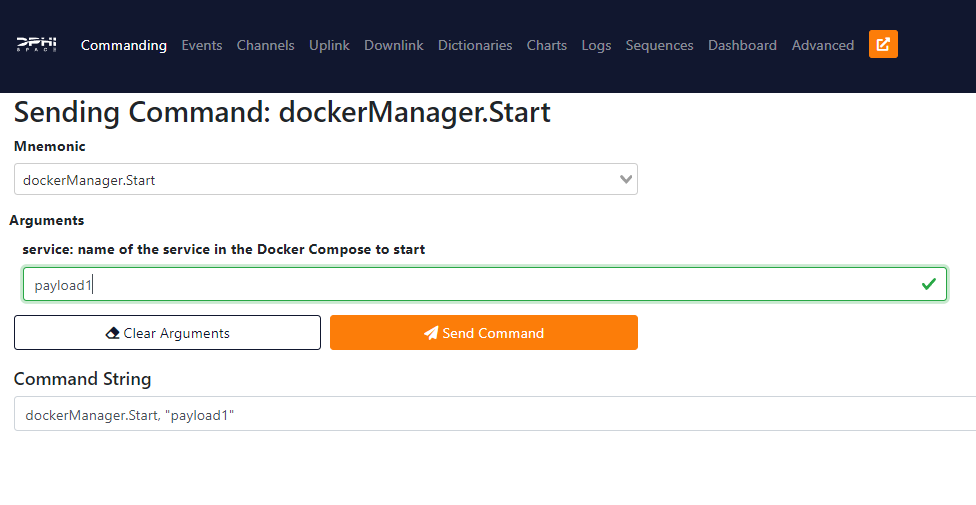 DPHI
SPACE
Commanding Events Channels Uplink Downlink Dictionaries Charts Logs Sequences Dashboard Advanced
Sending Command: dockerManager.Start
Mnemonic
dockerManager.Start
Arguments
service: name of the service in the Docker Compose to start
payload1
Clear Arguments Send Command
Command String
dockerManager.Start, "payload1"